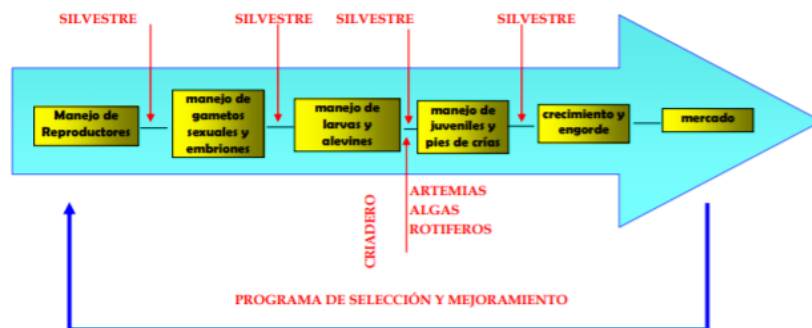 SILVESTRE
SILVESTRE
SILVESTRE
SILVESTRE
Manejo de
Reproductores
manejo de
gametos
sexuales y
embriones
manejo de
larvas y
alevines
manejo de
juveniles y
pies de crías
crecimiento y
engorde
mercado
CRIADERO
ARTEMIAS
ALGAS
ROTIFEROS
PROGRAMA DE SELECCIÓN Y MEJORAMIENTO